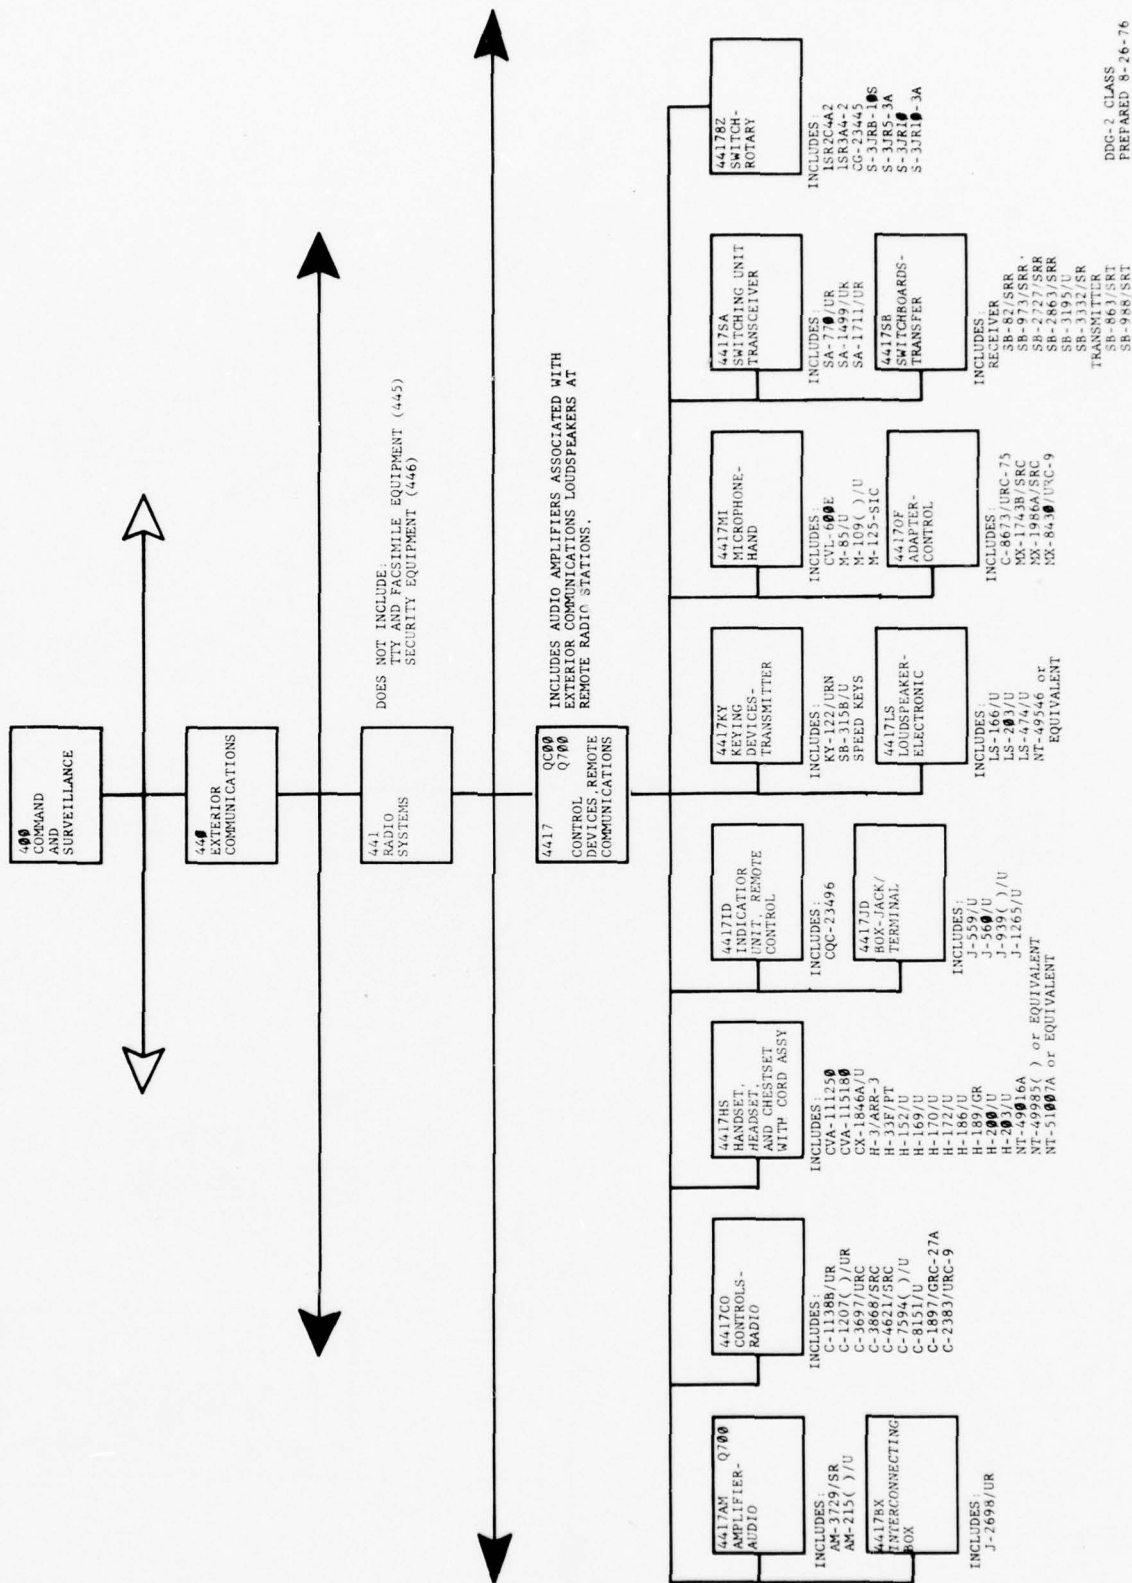 400
COMMAND
AND
SURVEILLANCE
440
EXTERIOR
COMMUNICATIONS
441
RADIO
SYSTEMS
DOES NOT INCLUDE:
TTY AND FACSIMILE EQUIPMENT (445)
SECURITY EQUIPMENT (446)
4417 QC00
Q700
CONTROL
DEVICES,REMOTE
COMMUNICATIONS
INCLUDES AUDIO AMPLIFIERS ASSOCIATED WITH
EXTERIOR COMMUNICATIONS LOUDSPEAKERS AT
REMOTE RADIO STATIONS.
4417AM Q700
AMPLIFIER-
AUDIO
INCLUDES:
AM-3729/SR
AM-215( )/U
4417BX
INTERCONNECTING
BOX
INCLUDES:
J-2698/UR
4417CO
CONTROLS-
RADIO
INCLUDES:
C-1138B/UR
C-1207( )/UR
C-3697/URC
C-3868/SRC
C-4621/SRC
C-7594( )/U
C-8151/U
C-1897/GRC-27A
C-2383/URC-9
4417HS
HANDSET,
HEADSET,
AND CHESTSET
WITH CORD ASSY
INCLUDES:
CVA-111250
CVA-115180
CX-1846A/U
H-3/ARR-3
H-33F/PT
H-152/U
H-169/U
H-170/U
H-172/U
H-186/U
H-189/GR
H-200/U
H-203/U
NT-49016A
NT-49985( ) or EQUIVALENT
NT-51007A or EQUIVALENT
4417ID
INDICATIOR
UNIT, REMOTE
CONTROL
INCLUDES:
CQC-23496
4417JD
BOX-JACK/
TERMINAL
INCLUDES:
J-559/U
J-560/U
J-939( )/U
J-1265/U
4417KY
KEYING
DEVICES-
TRANSMITTER
INCLUDES:
KY-122/URN
SB-315B/U
SPEED KEYS
4417LS
LOUDSPEAKER-
ELECTRONIC
INCLUDES:
LS-166/U
LS-203/U
LS-474/U
NT-49546 or
EQUIVALENT
4417MI
MICROPHONE-
HAND
INCLUDES:
CVL-600E
M-85/U
M-109( )/U
M-125-SIC
4417OF
ADAPTER-
CONTROL
INCLUDES:
C-8673/URC-75
MX-1743B/SRC
MX-1986A/SRC
MX-8430/URC-9
4417SA
SWITCHING UNIT
TRANSCEIVER
INCLUDES:
SA-770/UR
SA-1499/UR
SA-1711/UR
4417SB
SWITCHBOARDS-
TRANSFER
INCLUDES:
RECEIVER
SB-82/SRR
SB-973/SRR.
SB-2727/SRR
SB-2863/SRR
SB-3195/U
SB-3332/SR
TRANSMITTER
SB-863/SRT
SB-988/SRT
44178Z
SWITCH-
ROTARY
INCLUDES:
1SR2C4A2
1SR3A4-2
CG-23445
S-3JRB-10S
S-3JR5-3A
S-3JR10
S-3JR10-3A
DDG-2 CLASS
PREPARED 8-26-76